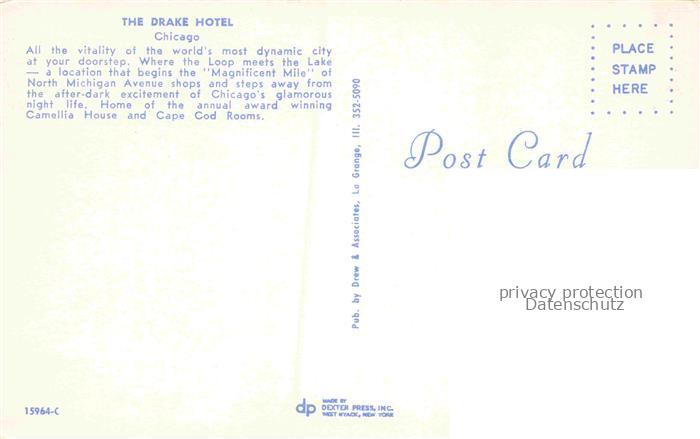 THE DRAKE HOTEL
Chicago
All the vitality of the world's most dynamic city
at your doorstep. Where the Loop meets the Lake
— a location that begins the "Magnificent Mile" of
North Michigan Avenue shops and steps away from
the after-dark excitement of Chicago's glamorous
night life. Home of the annual award winning
Camellia House and Cape Cod Rooms.
15964-C
Pub. by Drew & Associates, La Grange, Ill. 352-5090
dp
MADE BY
DEXTER PRESS, INC.
WEST NYACK, NEW YORK
PLACE
STAMP
HERE
Post Card
privacy protection
Datenschutz